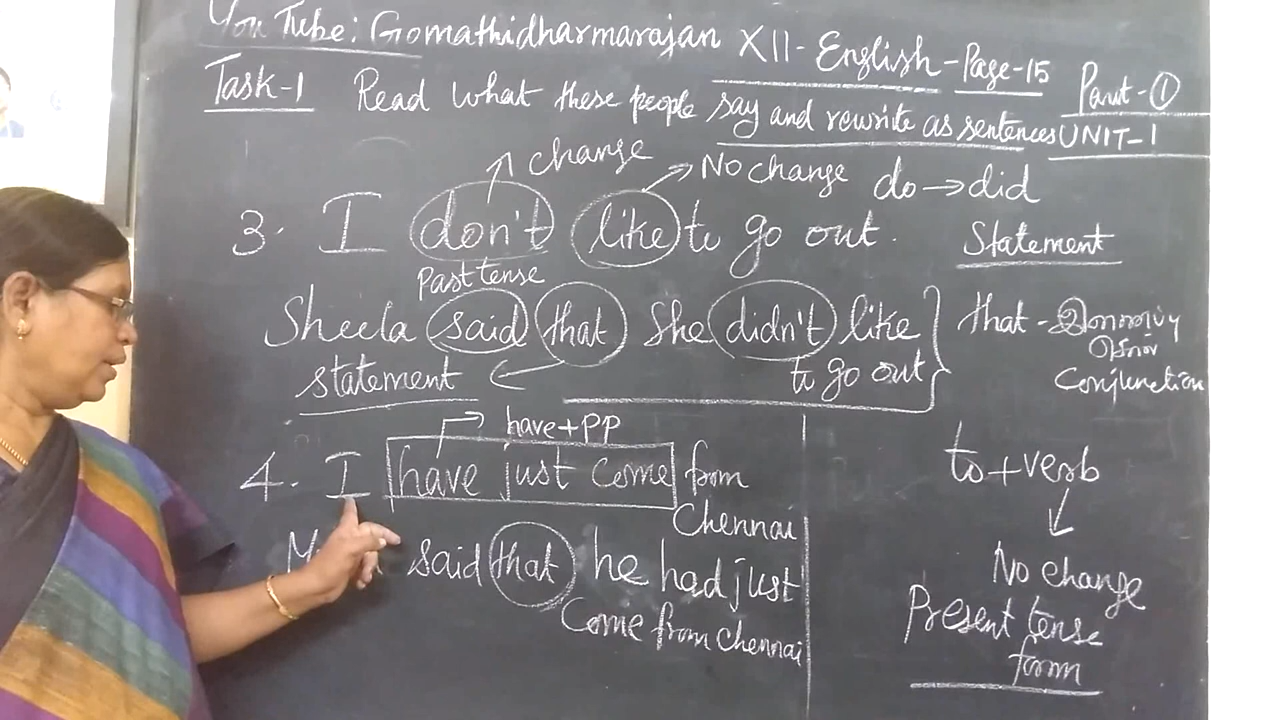 YouTube: Gomathidharmarajan XII - English - Page - 15 Part - ①
Task-1 Read what these people say and rewrite as sentences UNIT-1
change No change do → did
3. I don't like to go out. Statement
Past tense
Sheela said that she didn't like
to go out
statement
that -
Conjunction
have + PP
4. I have just come from
Chennai
said that he had just
Come from Chennai
to + verb
No change
Present tense
form